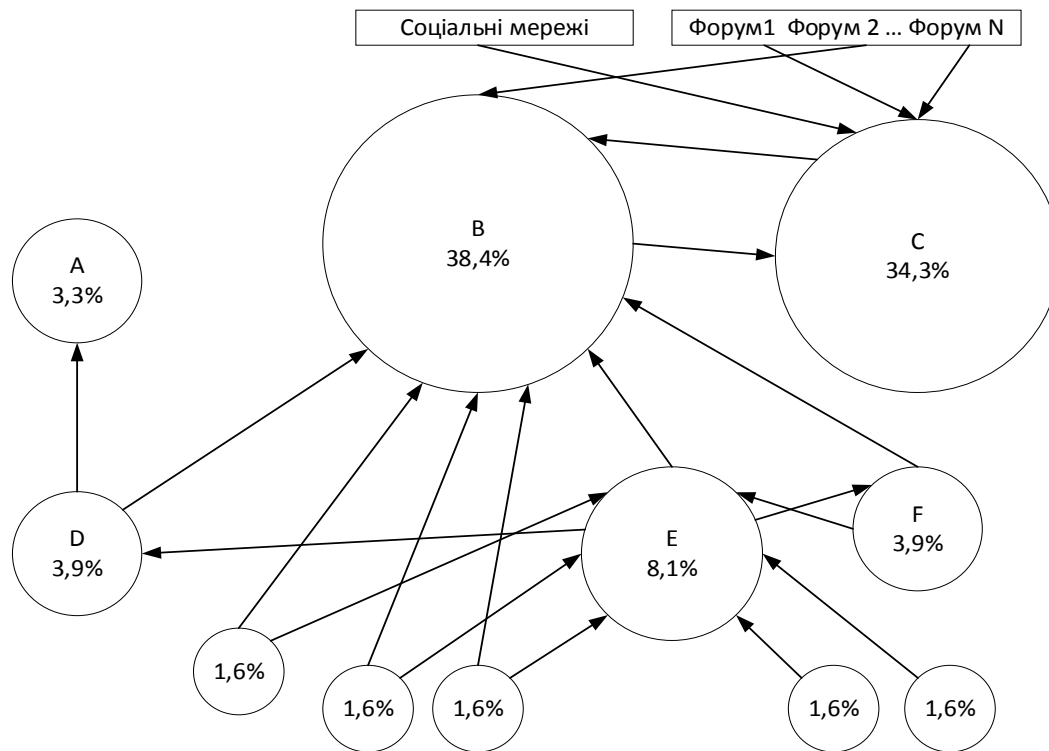 Соціальні мережі
Форум1 Форум 2 ... Форум N
B
38,4%
C
34,3%
A
3,3%
D
3,9%
E
8,1%
F
3,9%
1,6%
1,6%
1,6%
1,6%
1,6%